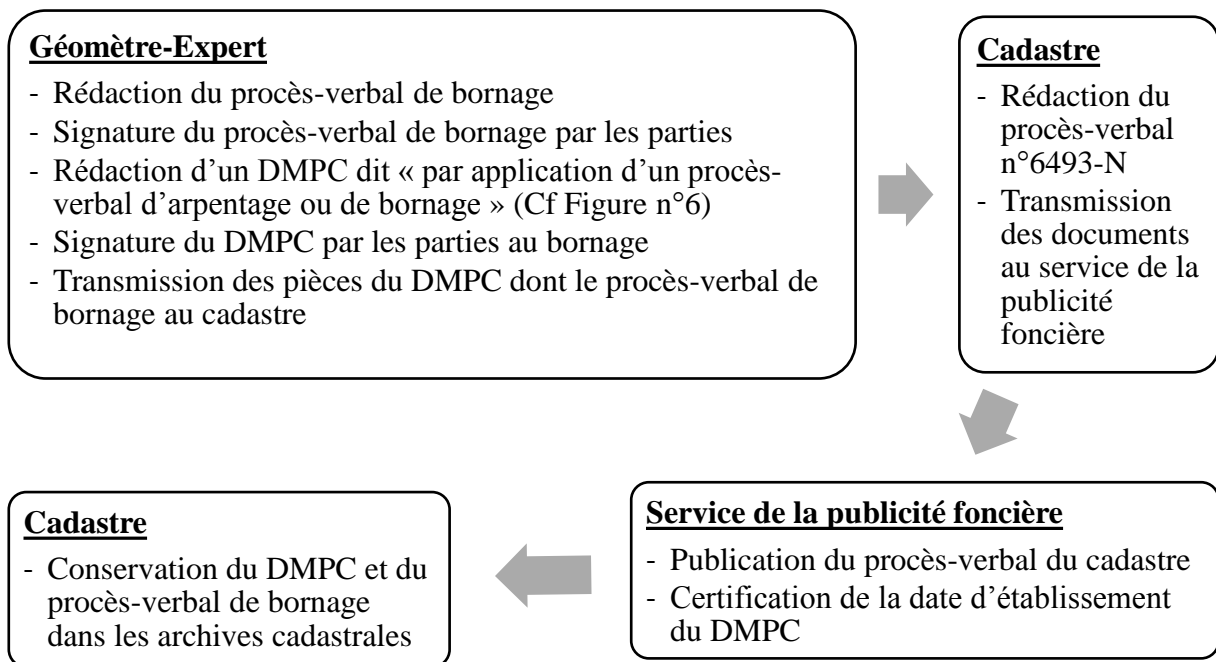 Géomètre-Expert
- Rédaction du procès-verbal de bornage
- Signature du procès-verbal de bornage par les parties
- Rédaction d’un DMPC dit « par application d’un procès-
verbal d’arpentage ou de bornage » (Cf Figure n°6)
- Signature du DMPC par les parties au bornage
- Transmission des pièces du DMPC dont le procès-verbal de
bornage au cadastre
Cadastre
- Rédaction du
procès-verbal
n°6493-N
- Transmission
des documents
au service de la
publicité
foncière
Service de la publicité foncière
- Publication du procès-verbal du cadastre
- Certification de la date d’établissement
du DMPC
Cadastre
- Conservation du DMPC et du
procès-verbal de bornage
dans les archives cadastrales